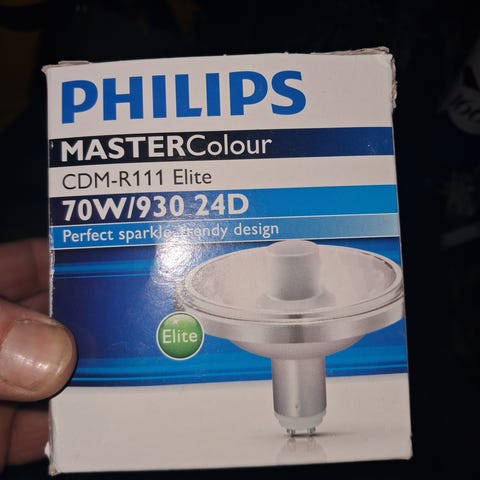 PHILIPS
MASTERColour
CDM-R111 Elite
70W/930 24D
Perfect sparkle, trendy design
Elite